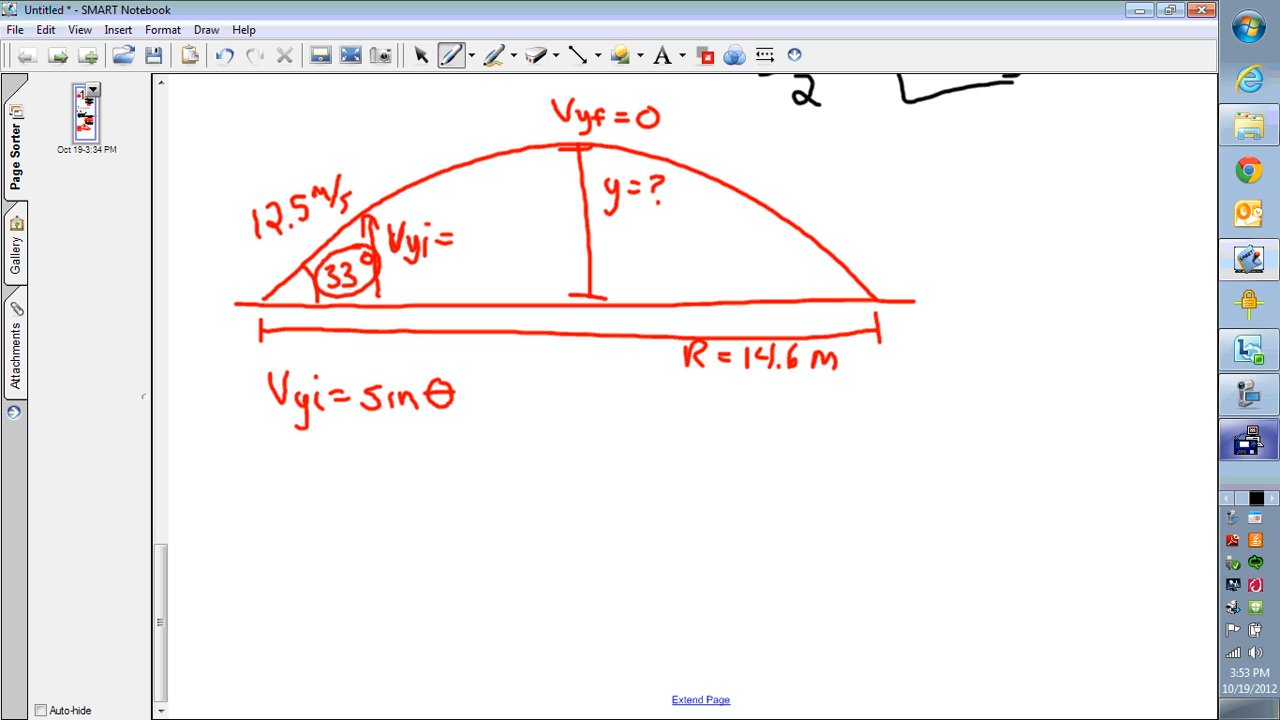 Untitled * - SMART Notebook
File Edit View Insert Format Draw Help
Page Sorter
Gallery
Attachments
1
Oct 19-3:34 PM
2
Vyf = 0
12.5 m/s
y = ?
Vyi =
33°
R = 14.6 m
Vyi = sin θ
Extend Page
Auto-hide
3:53 PM
10/19/2012